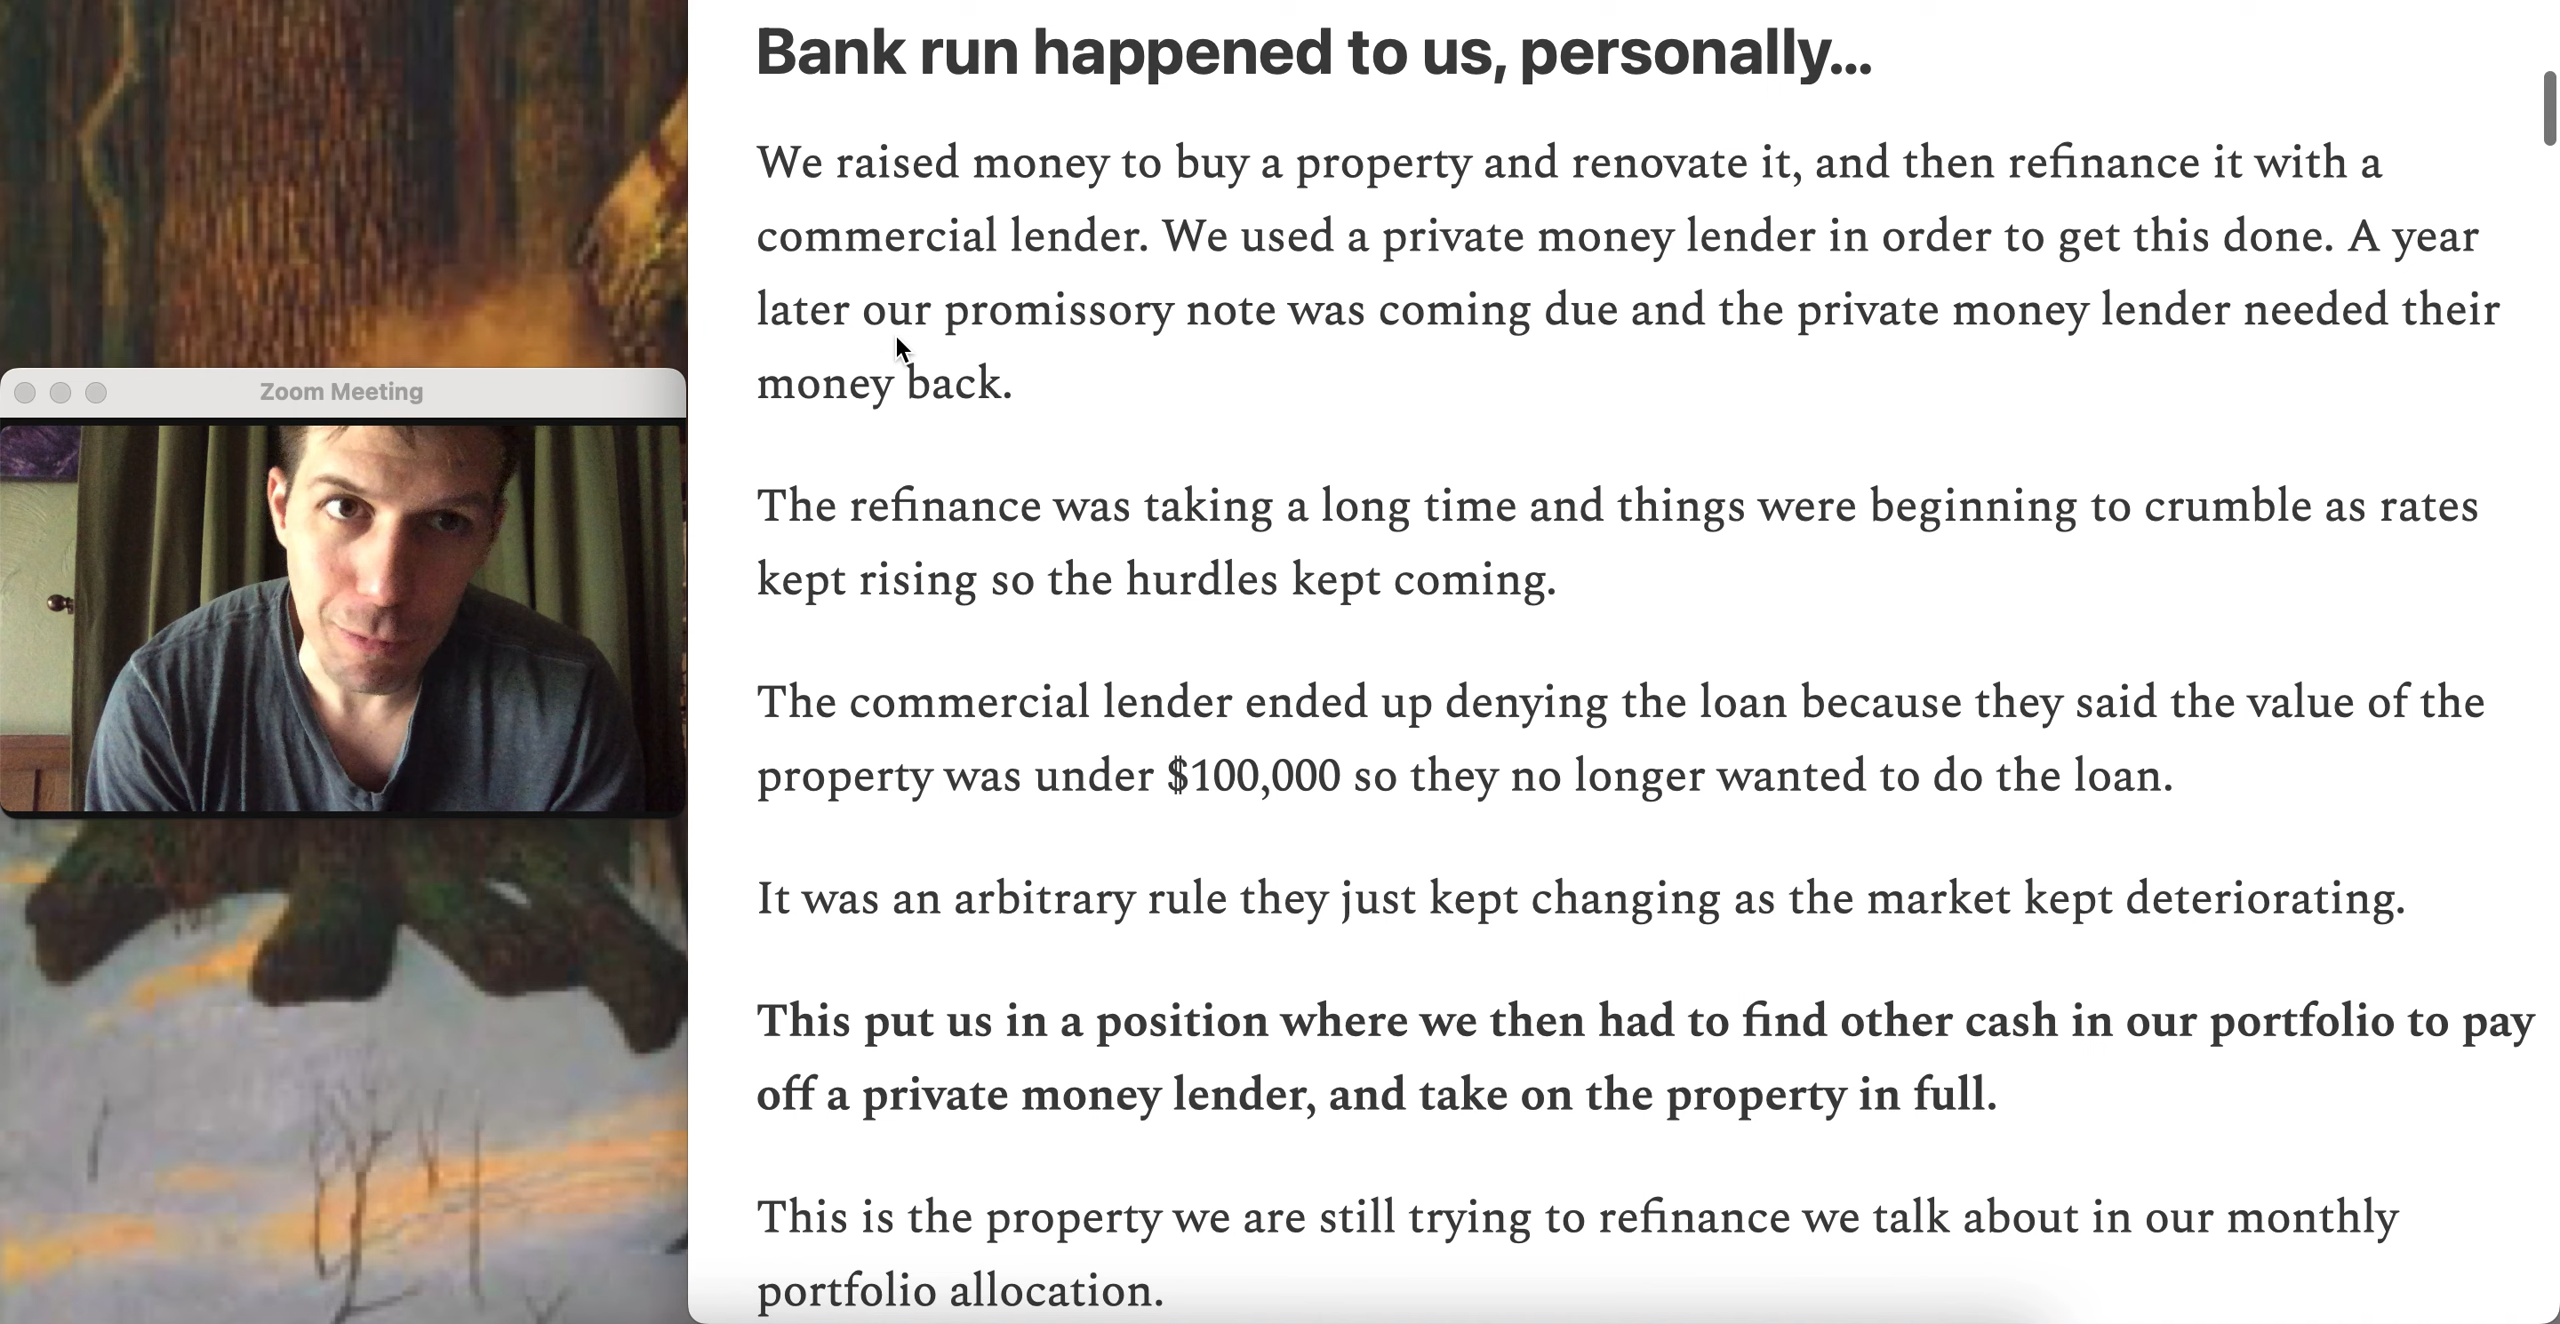 Bank run happened to us, personally...
We raised money to buy a property and renovate it, and then refinance it with a
commercial lender. We used a private money lender in order to get this done. A year
later our promissory note was coming due and the private money lender needed their
money back.
The refinance was taking a long time and things were beginning to crumble as rates
kept rising so the hurdles kept coming.
The commercial lender ended up denying the loan because they said the value of the
property was under $100,000 so they no longer wanted to do the loan.
It was an arbitrary rule they just kept changing as the market kept deteriorating.
This put us in a position where we then had to find other cash in our portfolio to pay
off a private money lender, and take on the property in full.
This is the property we are still trying to refinance we talk about in our monthly
portfolio allocation.
Zoom Meeting